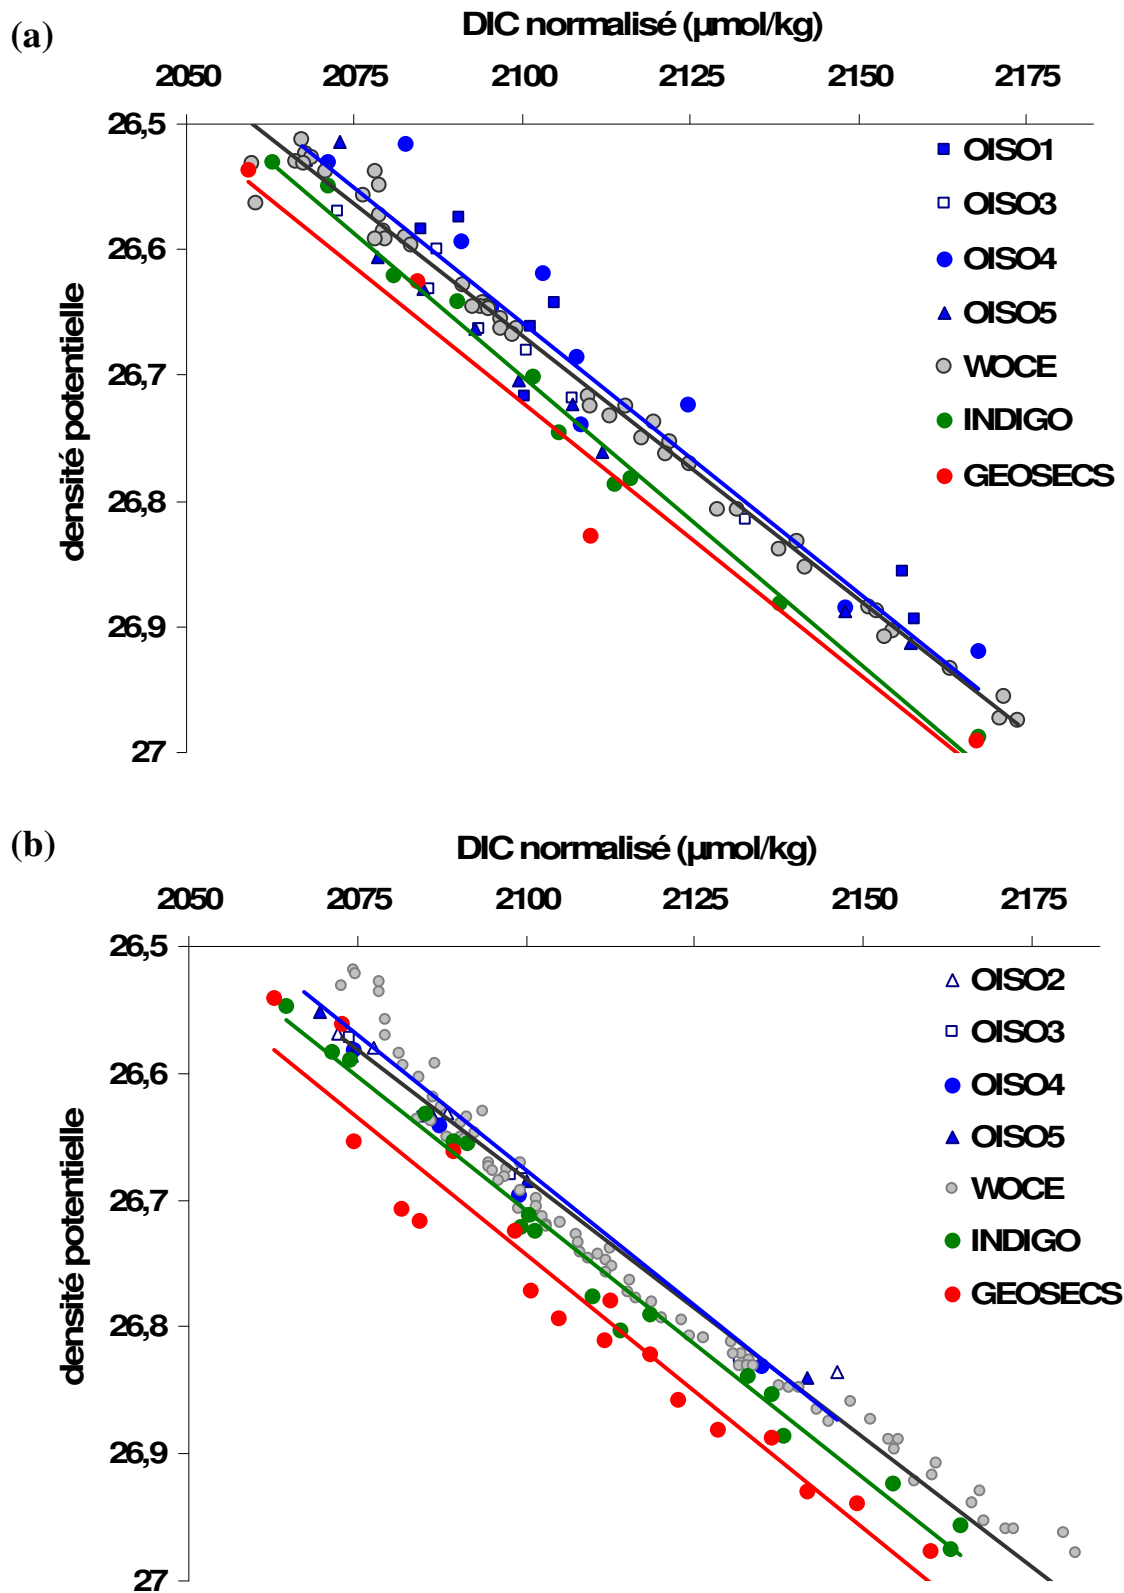 (a)
DIC normalisé (µmol/kg)
2050 2075 2100 2125 2150 2175
26,5
26,6
26,7
26,8
26,9
27
densité potentielle
OISO1
OISO3
OISO4
OISO5
WOCE
INDIGO
GEOSECS
(b)
DIC normalisé (µmol/kg)
2050 2075 2100 2125 2150 2175
26,5
26,6
26,7
26,8
26,9
27
densité potentielle
OISO2
OISO3
OISO4
OISO5
WOCE
INDIGO
GEOSECS